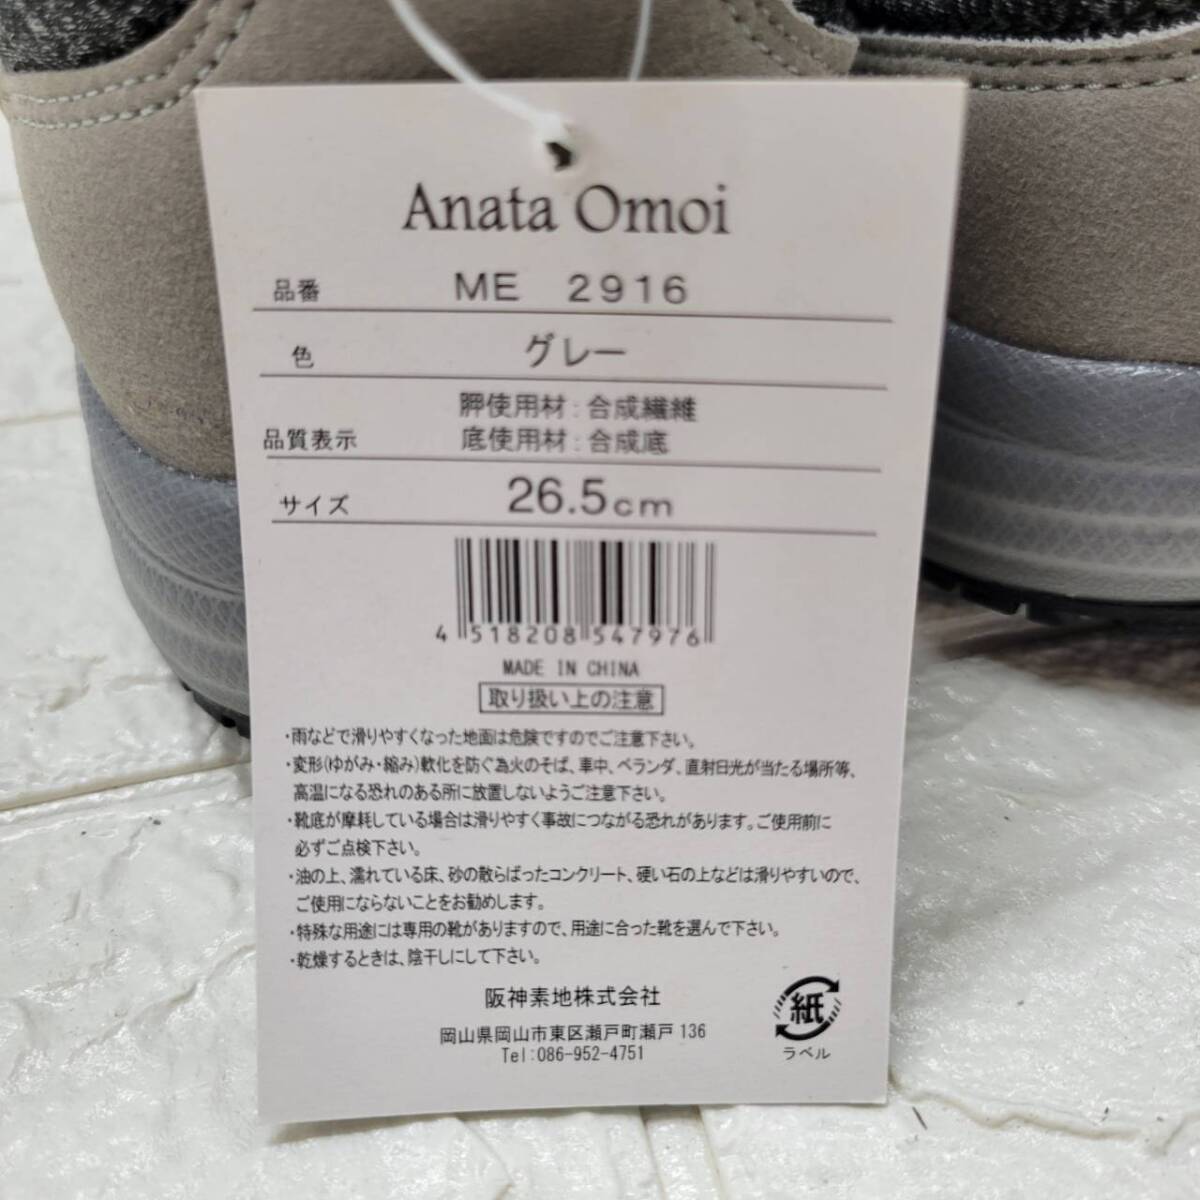 Anata Omoi
品番 ME 2916
色 グレー
胛使用材:合成繊維
品質表示 底使用材:合成底
サイズ 26.5cm
4 518208 547976
MADE IN CHINA
取り扱い上の注意
・雨などで滑りやすくなった地面は危険ですのでご注意下さい。
・変形(ゆがみ・縮み)軟化を防ぐ為火のそば、車中、ベランダ、直射日光が当たる場所等、
高温になる恐れのある所に放置しないようご注意下さい。
・靴底が摩耗している場合は滑りやすく事故につながる恐れがあります。ご使用前に
必ずご点検下さい。
・油の上、濡れている床、砂の散らばったコンクリート、硬い石の上などは滑りやすいので、
ご使用にならないことをお勧めします。
・特殊な用途には専用の靴がありますので、用途に合った靴を選んで下さい。
・乾燥するときは、陰干しにして下さい。
阪神素地株式会社
岡山県岡山市東区瀬戸町瀬戸136
Tel:086-952-4751
紙
ラベル